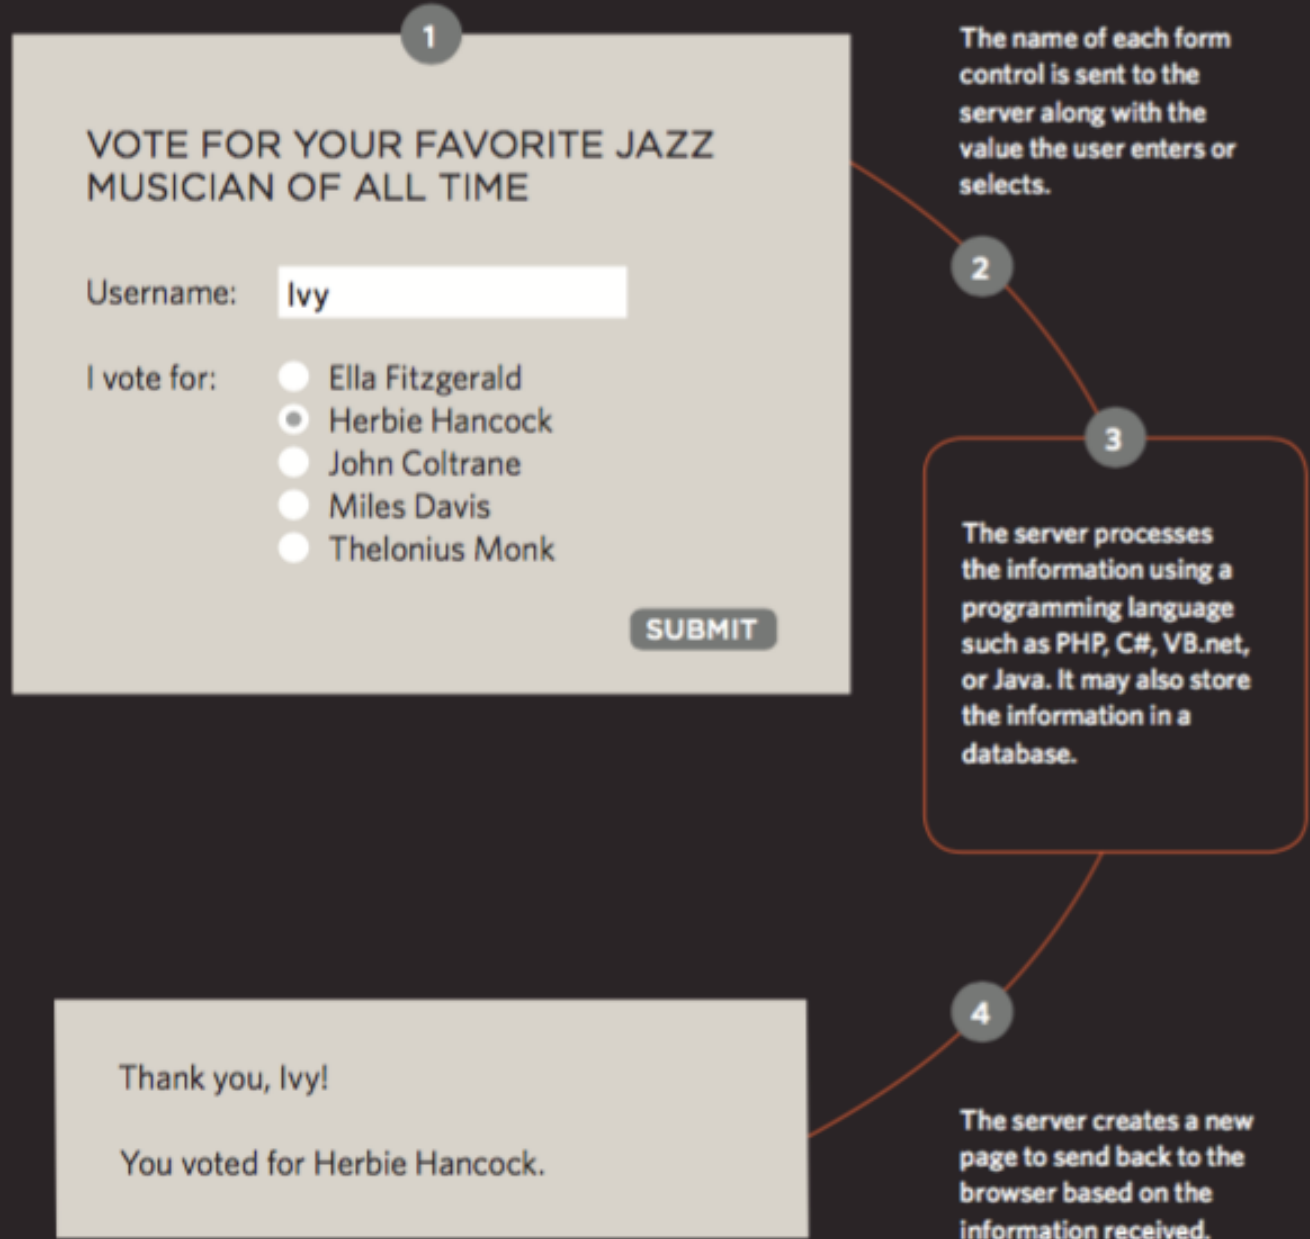 1
VOTE FOR YOUR FAVORITE JAZZ
MUSICIAN OF ALL TIME
Username: Ivy
I vote for: Ella Fitzgerald
Herbie Hancock
John Coltrane
Miles Davis
Thelonius Monk
SUBMIT
The name of each form
control is sent to the
server along with the
value the user enters or
selects.
2
3
The server processes
the information using a
programming language
such as PHP, C#, VB.net,
or Java. It may also store
the information in a
database.
4
The server creates a new
page to send back to the
browser based on the
information received.
Thank you, Ivy!
You voted for Herbie Hancock.